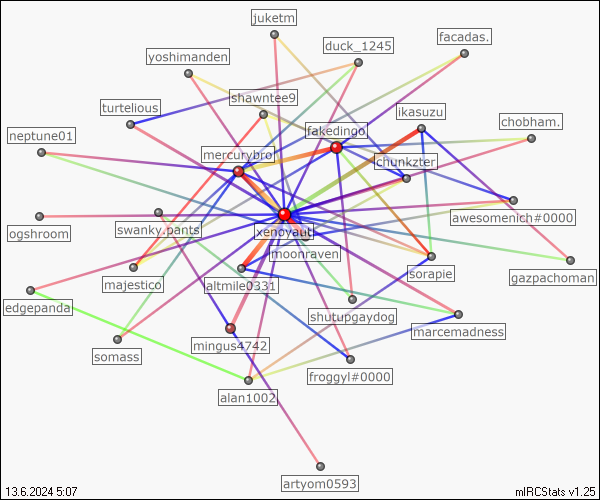 juketm
facadas.
duck_1245
yoshimanden
shawntee9
ikasuzu
turtelious
chobham.
fakedingo
neptune01
mercurybro
chunkzter
awesomenich#0000
ogshroom
swanky.pants
xenoyaut
moonraven
sorapie
gazpachoman
majestico
altmile0331
edgepanda
shutupgaydog
marcemadness
somass
mingus4742
froggyl#0000
alan1002
artyom0593
13.6.2024 5:07
mIRCStats v1.25